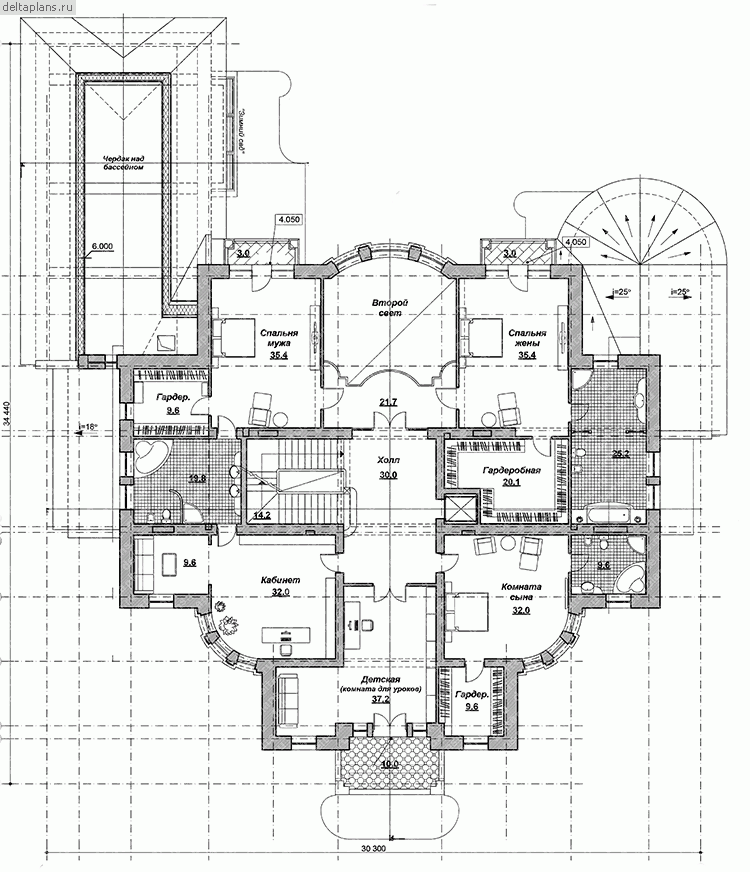 deltaplans.ru
"Зимний сад"
Чердак над
бассейном
4.050
6.000
3.0
3.0
4.050
Второй
свет
i=25°
i=25°
Спальня
мужа
35.4
Спальня
жены
35.4
Гардер.
9.6
21.7
34 440
i=18°
Холл
30.0
19.8
Гардеробная
20.1
25.2
14.2
9.6
Кабинет
32.0
Комната
сына
32.0
9.6
Детская
(комната для уроков)
37.2
Гардер.
9.6
10.0
30 300